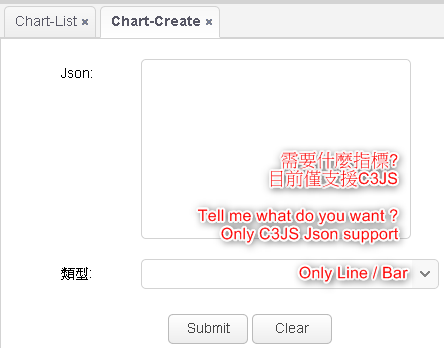 Chart-List ×
Chart-Create ×
Json:
需要什麼指標?
目前僅支援C3JS
Tell me what do you want ?
Only C3JS Json support
類型:
Only Line / Bar
Submit
Clear